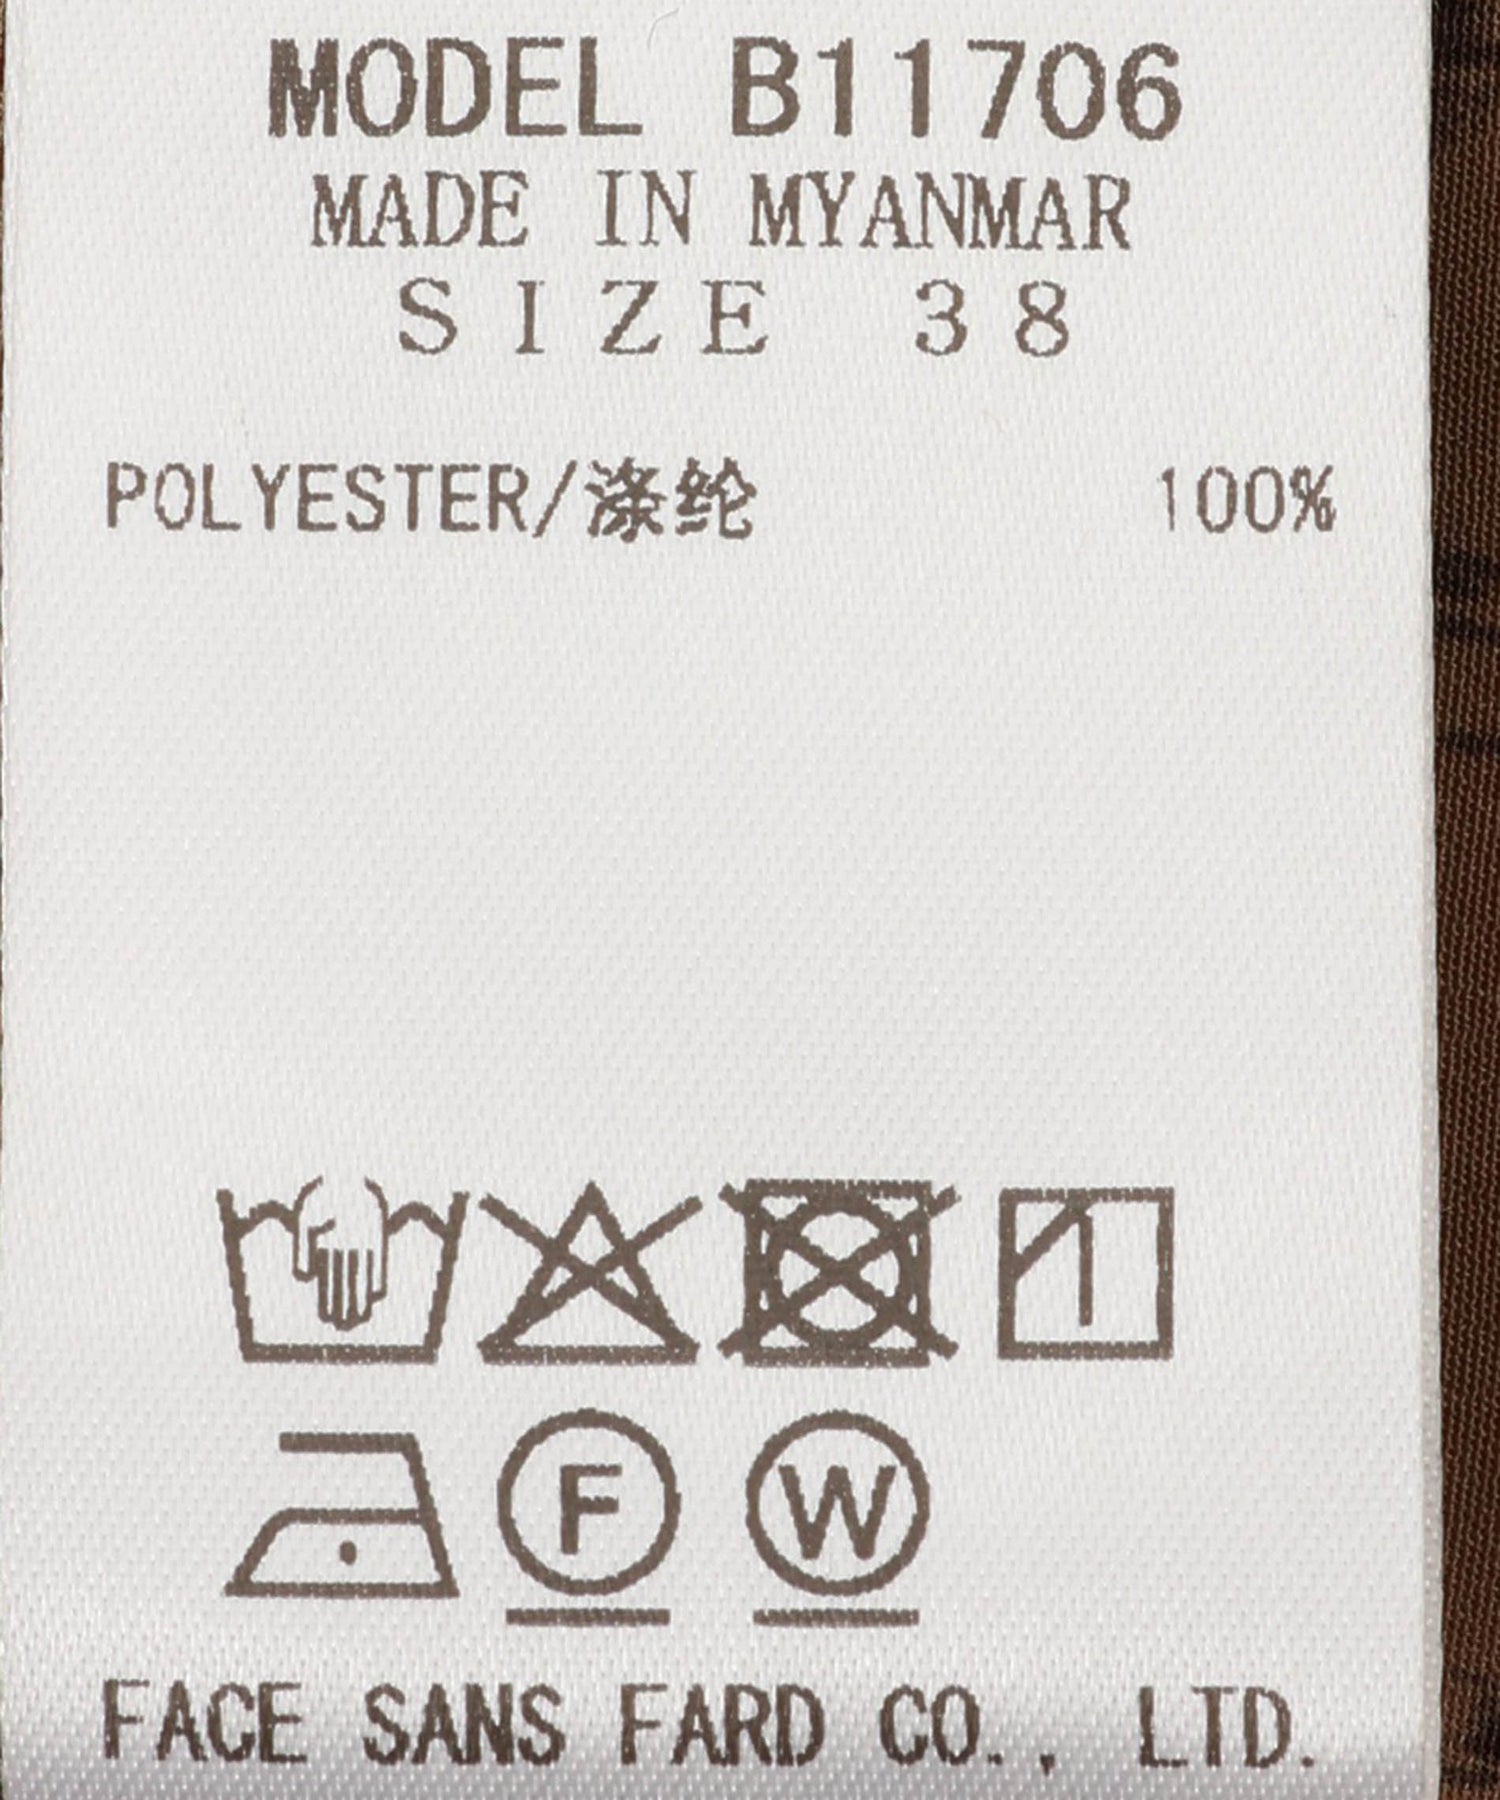 MODEL B11706
MADE IN MYANMAR
SIZE 38
POLYESTER/涤纶 100%
F W
FACE SANS FARD CO., LTD.